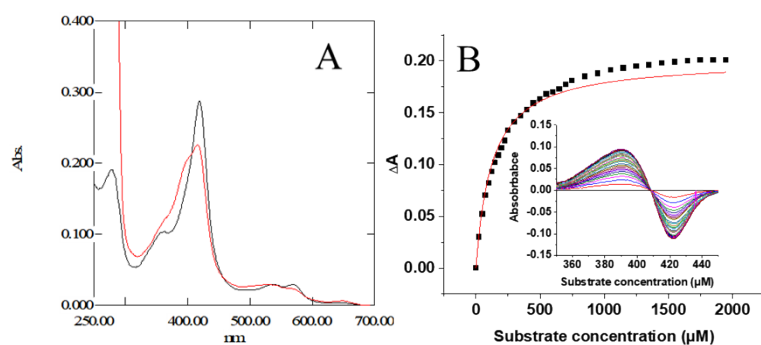 A
0.400
0.300
0.200
0.100
0.000
Abs.
250.00 400.00 500.00 600.00 700.00
nm
B
0.20
0.15
0.10
0.05
0.00
ΔA
0 500 1000 1500 2000
Substrate concentration (µM)
0.15
0.10
0.05
0.00
-0.05
-0.10
-0.15
Absobrbabce
360 380 400 420 440
Substrate concentration (µM)